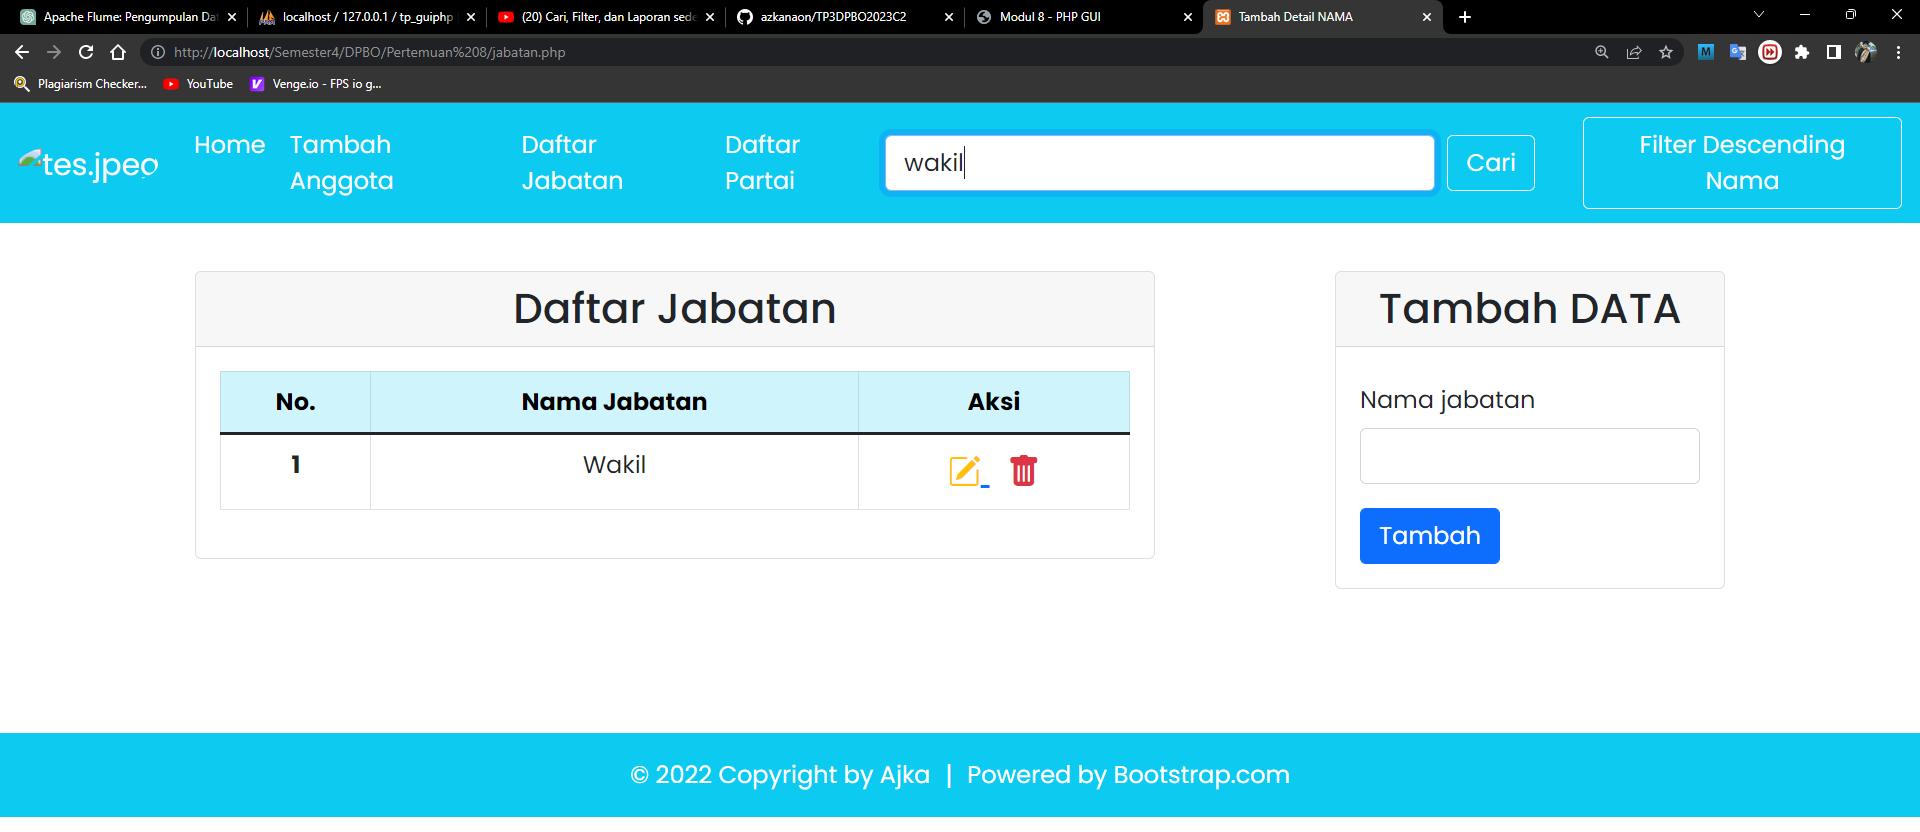 Apache Flume: Pengumpulan Da
localhost / 127.0.0.1 / tp_guiphp
(20) Cari, Filter, dan Laporan sede
azkanaon/TP3DPBO2023C2
Modul 8 - PHP GUI
Tambah Detail NAMA
http://localhost/Semester4/DPBO/Pertemuan%208/jabatan.php
Plagiarism Checker...
YouTube
Venge.io - FPS io g...
tes.jpeg
Home
Tambah
Anggota
Daftar
Jabatan
Daftar
Partai
wakil
Cari
Filter Descending
Nama
Daftar Jabatan
No. Nama Jabatan Aksi
1 Wakil
Tambah DATA
Nama jabatan
Tambah
© 2022 Copyright by Ajka | Powered by Bootstrap.com